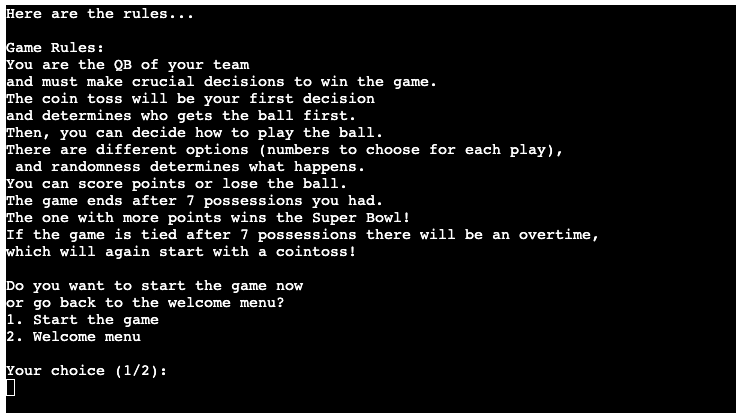 Here are the rules...
Game Rules:
You are the QB of your team
and must make crucial decisions to win the game.
The coin toss will be your first decision
and determines who gets the ball first.
Then, you can decide how to play the ball.
There are different options (numbers to choose for each play),
and randomness determines what happens.
You can score points or lose the ball.
The game ends after 7 possessions you had.
The one with more points wins the Super Bowl!
If the game is tied after 7 possessions there will be an overtime,
which will again start with a cointoss!
Do you want to start the game now
or go back to the welcome menu?
1. Start the game
2. Welcome menu
Your choice (1/2):